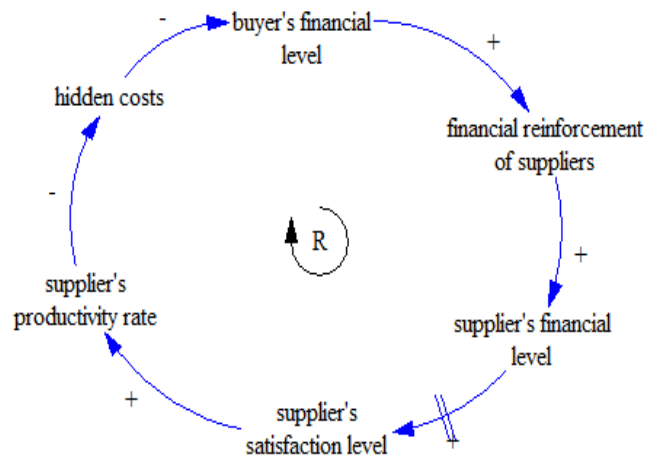 -
buyer's financial
level
+
hidden costs
financial reinforcement
of suppliers
-
R
+
supplier's
productivity rate
supplier's financial
level
+
supplier's
satisfaction level
+